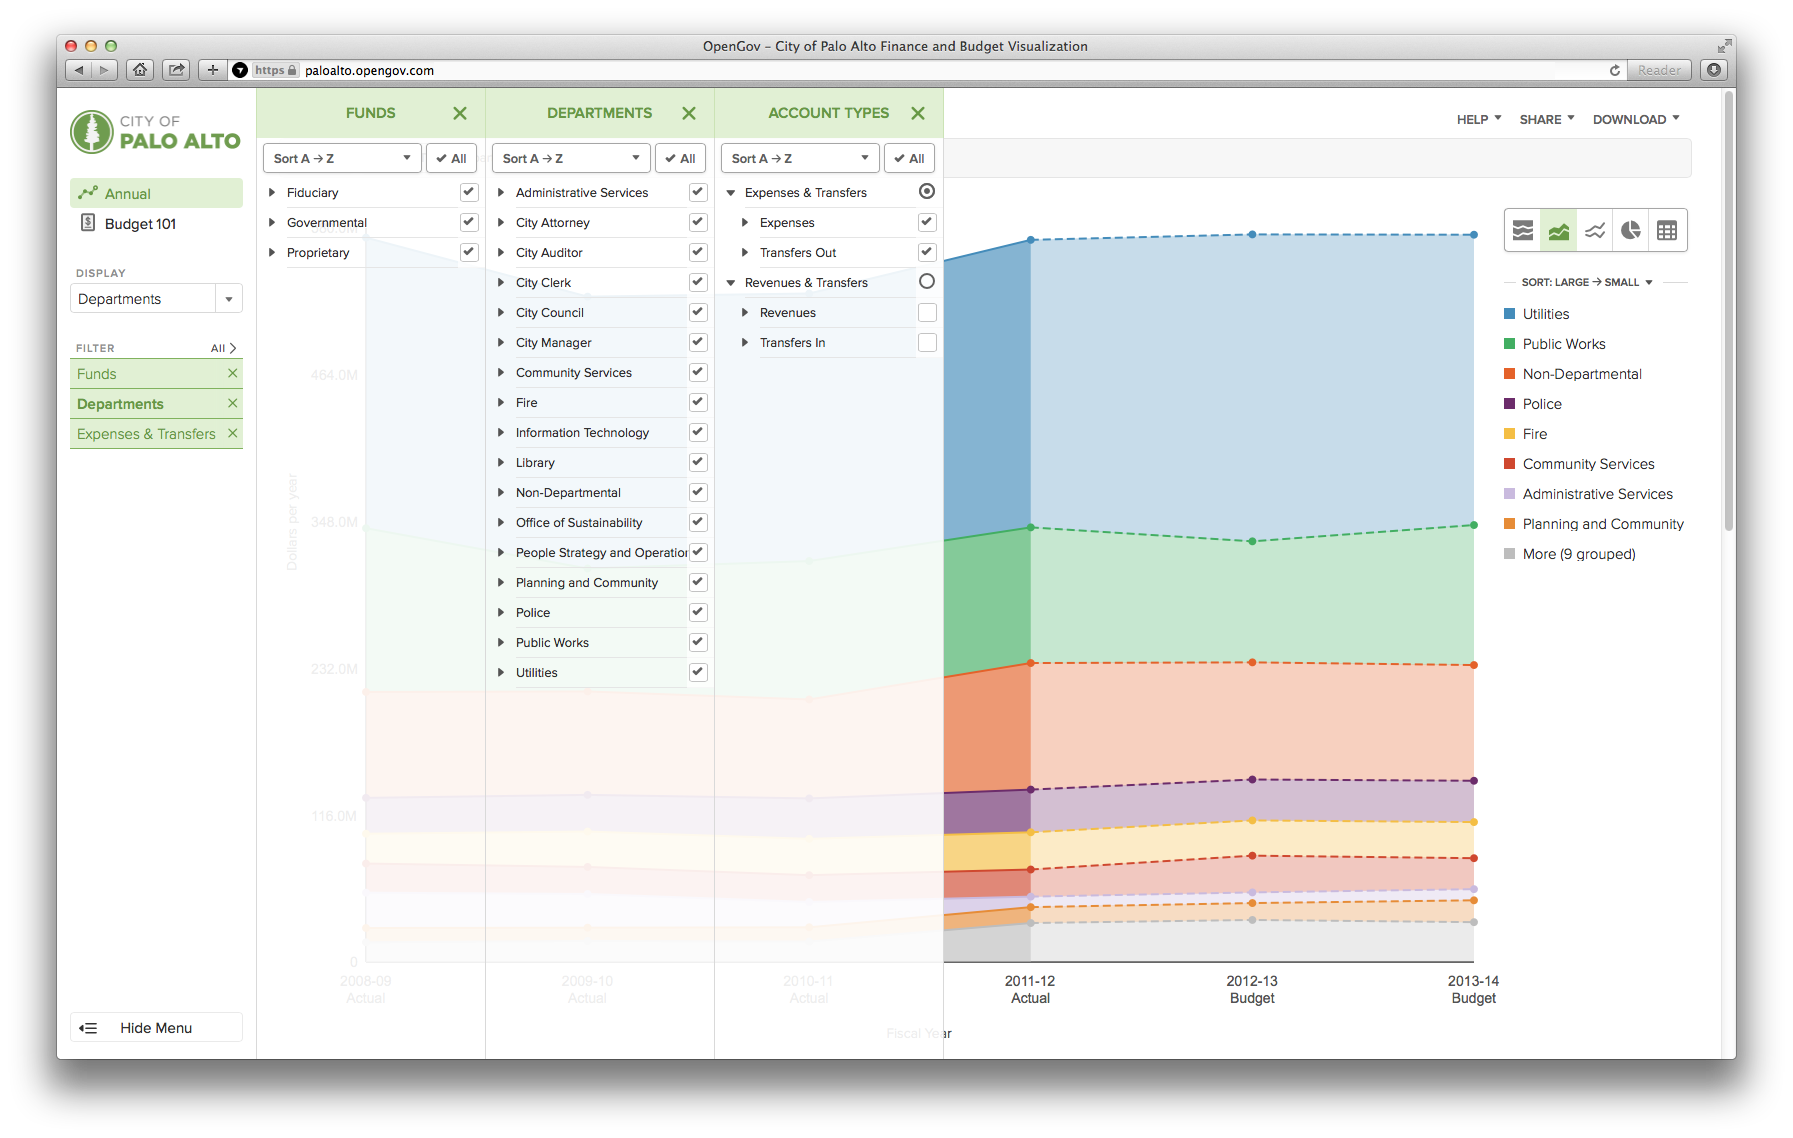 OpenGov – City of Palo Alto Finance and Budget Visualization
https paloalto.opengov.com
Reader
CITY OF
PALO ALTO
Annual
Budget 101
DISPLAY
Departments
FILTER All
Funds
Departments
Expenses & Transfers
Hide Menu
FUNDS
Sort A → Z All
Fiduciary
Governmental
Proprietary
DEPARTMENTS
Sort A → Z All
Administrative Services
City Attorney
City Auditor
City Clerk
City Council
City Manager
Community Services
Fire
Information Technology
Library
Non-Departmental
Office of Sustainability
People Strategy and Operation
Planning and Community
Police
Public Works
Utilities
ACCOUNT TYPES
Sort A → Z All
Expenses & Transfers
Expenses
Transfers Out
Revenues & Transfers
Revenues
Transfers In
HELP SHARE DOWNLOAD
SORT: LARGE → SMALL
Utilities
Public Works
Non-Departmental
Police
Fire
Community Services
Administrative Services
Planning and Community
More (9 grouped)
Dollars per year
464.0M
348.0M
232.0M
116.0M
0
2008-09
Actual
2009-10
Actual
2010-11
Actual
2011-12
Actual
2012-13
Budget
2013-14
Budget
Fiscal Year